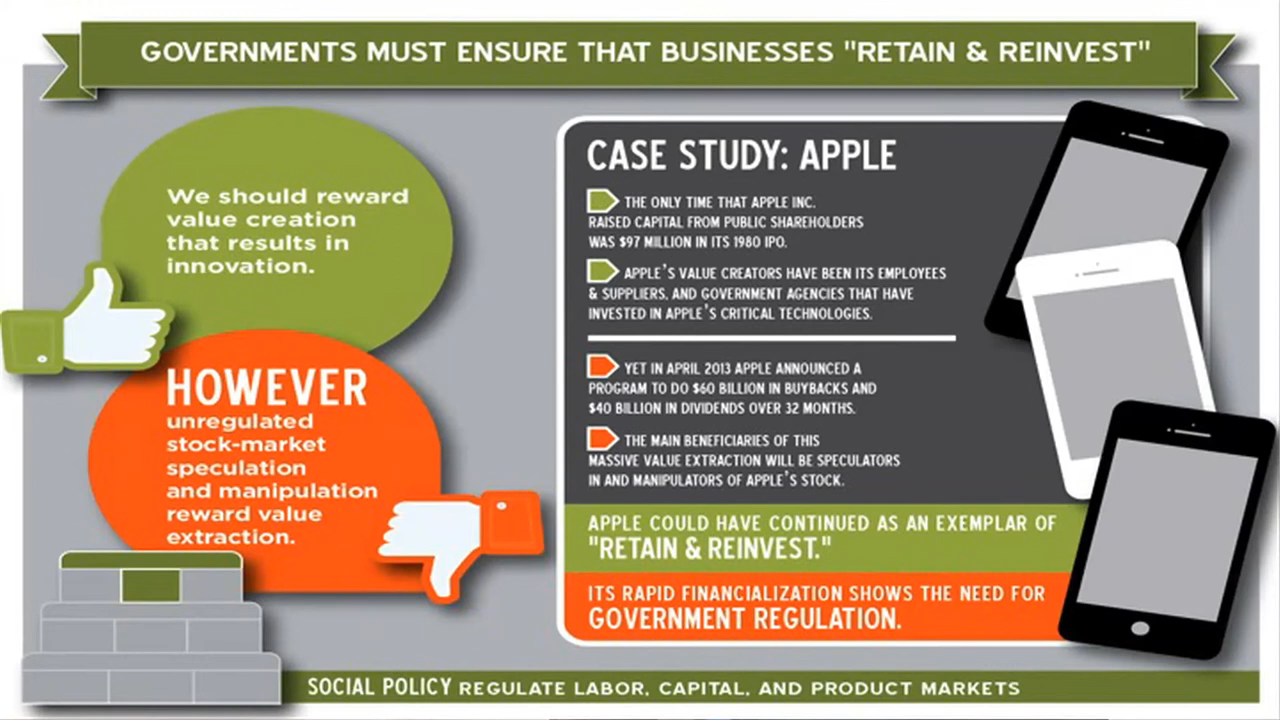 GOVERNMENTS MUST ENSURE THAT BUSINESSES "RETAIN & REINVEST"
We should reward
value creation
that results in
innovation.
HOWEVER
unregulated
stock-market
speculation
and manipulation
reward value
extraction.
CASE STUDY: APPLE
THE ONLY TIME THAT APPLE INC.
RAISED CAPITAL FROM PUBLIC SHAREHOLDERS
WAS $97 MILLION IN ITS 1980 IPO.
APPLE'S VALUE CREATORS HAVE BEEN ITS EMPLOYEES
& SUPPLIERS, AND GOVERNMENT AGENCIES THAT HAVE
INVESTED IN APPLE'S CRITICAL TECHNOLOGIES.
YET IN APRIL 2013 APPLE ANNOUNCED A
PROGRAM TO DO $60 BILLION IN BUYBACKS AND
$40 BILLION IN DIVIDENDS OVER 32 MONTHS.
THE MAIN BENEFICIARIES OF THIS
MASSIVE VALUE EXTRACTION WILL BE SPECULATORS
IN AND MANIPULATORS OF APPLE'S STOCK.
APPLE COULD HAVE CONTINUED AS AN EXEMPLAR OF
"RETAIN & REINVEST."
ITS RAPID FINANCIALIZATION SHOWS THE NEED FOR
GOVERNMENT REGULATION.
SOCIAL POLICY REGULATE LABOR, CAPITAL, AND PRODUCT MARKETS